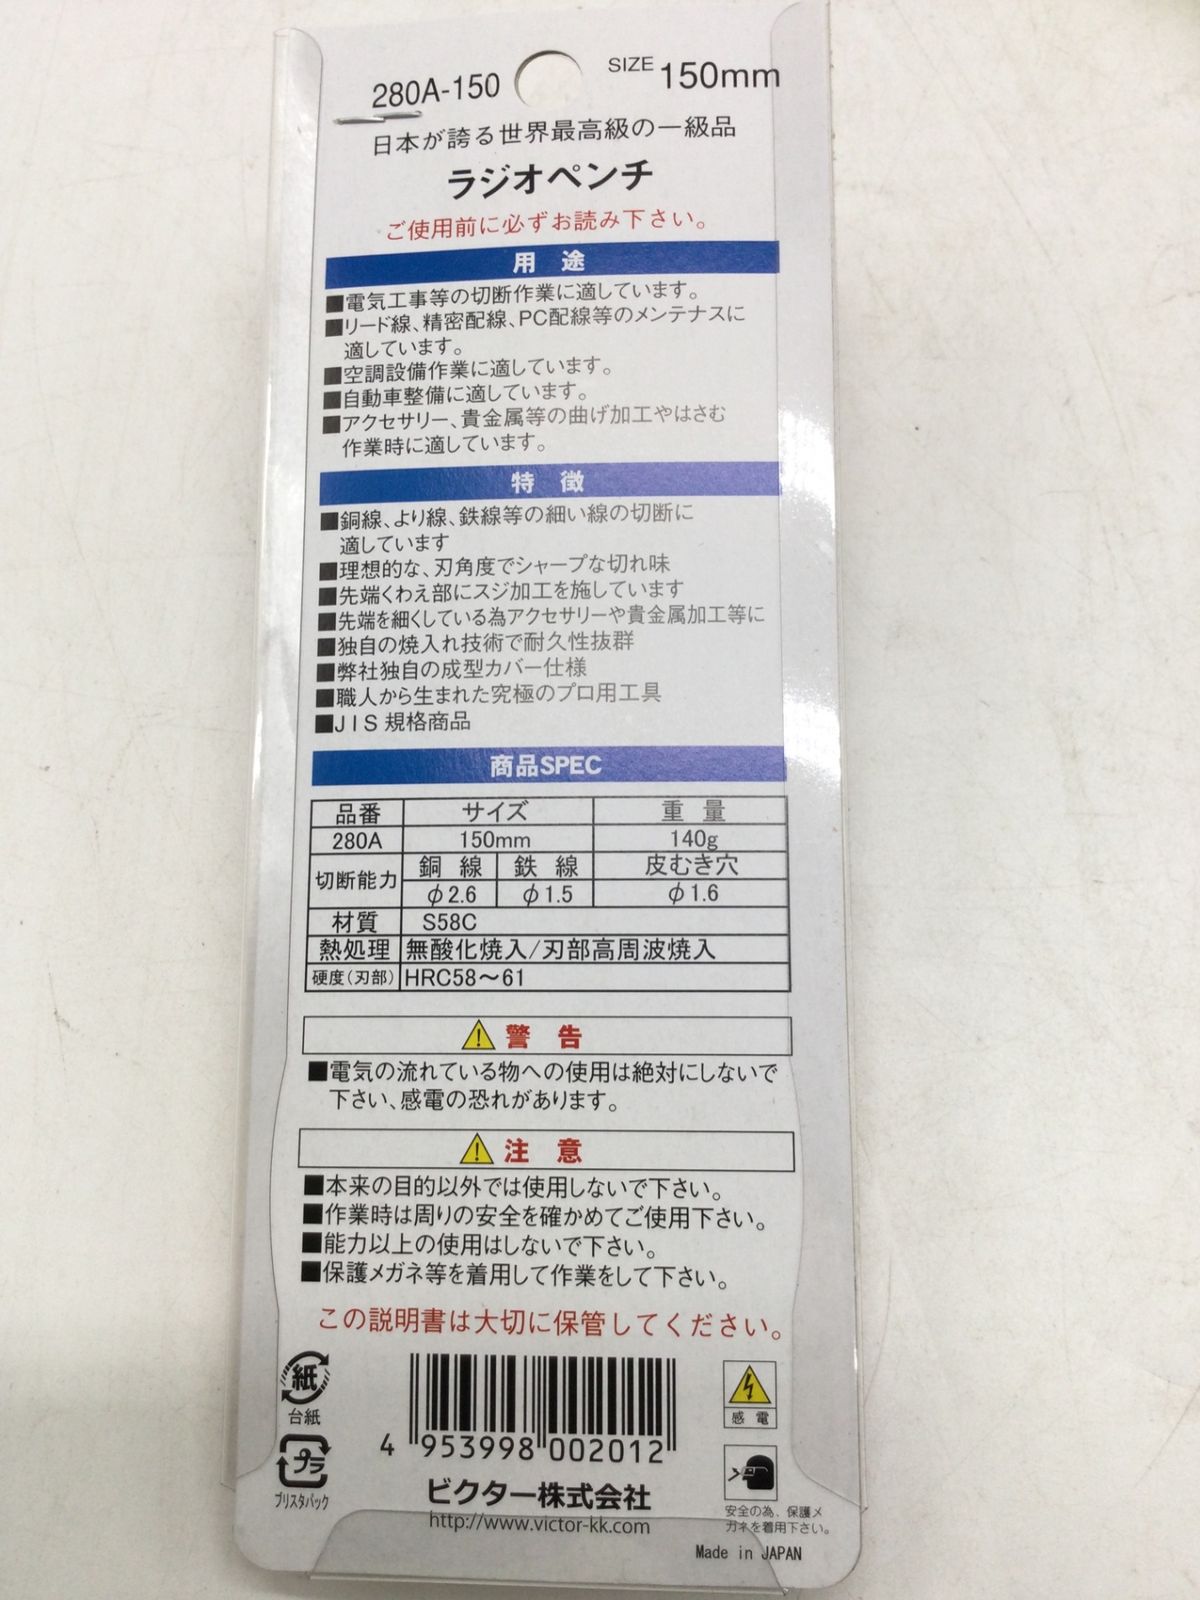 280A-150 SIZE 150mm
日本が誇る世界最高級の一級品
ラジオペンチ
ご使用前に必ずお読み下さい。
用 途
■電気工事等の切断作業に適しています。
■リード線、精密配線、PC配線等のメンテナスに
適しています。
■空調設備作業に適しています。
■自動車整備に適しています。
■アクセサリー、貴金属等の曲げ加工やはさむ
作業時に適しています。
特 徴
■銅線、より線、鉄線等の細い線の切断に
適しています
■理想的な、刃角度でシャープな切れ味
■先端くわえ部にスジ加工を施しています
■先端を細くしている為アクセサリーや貴金属加工等に
■独自の焼入れ技術で耐久性抜群
■弊社独自の成型カバー仕様
■職人から生まれた究極のプロ用工具
■JIS規格商品
商品SPEC
品番 サイズ 重 量
280A 150mm 140g
切断能力 銅 線 鉄 線 皮むき穴
φ2.6 φ1.5 φ1.6
材質 S58C
熱処理 無酸化焼入/刃部高周波焼入
硬度(刃部) HRC58～61
警 告
■電気の流れている物への使用は絶対にしないで
下さい、感電の恐れがあります。
注 意
■本来の目的以外では使用しないで下さい。
■作業時は周りの安全を確かめてご使用下さい。
■能力以上の使用はしないで下さい。
■保護メガネ等を着用して作業をして下さい。
この説明書は大切に保管してください。
紙
台紙
プラ
ブリスタパック
4 953998 002012
ビクター株式会社
http://www.victor-kk.com
感 電
安全の為、保護メ
ガネを着用下さい。
Made in JAPAN